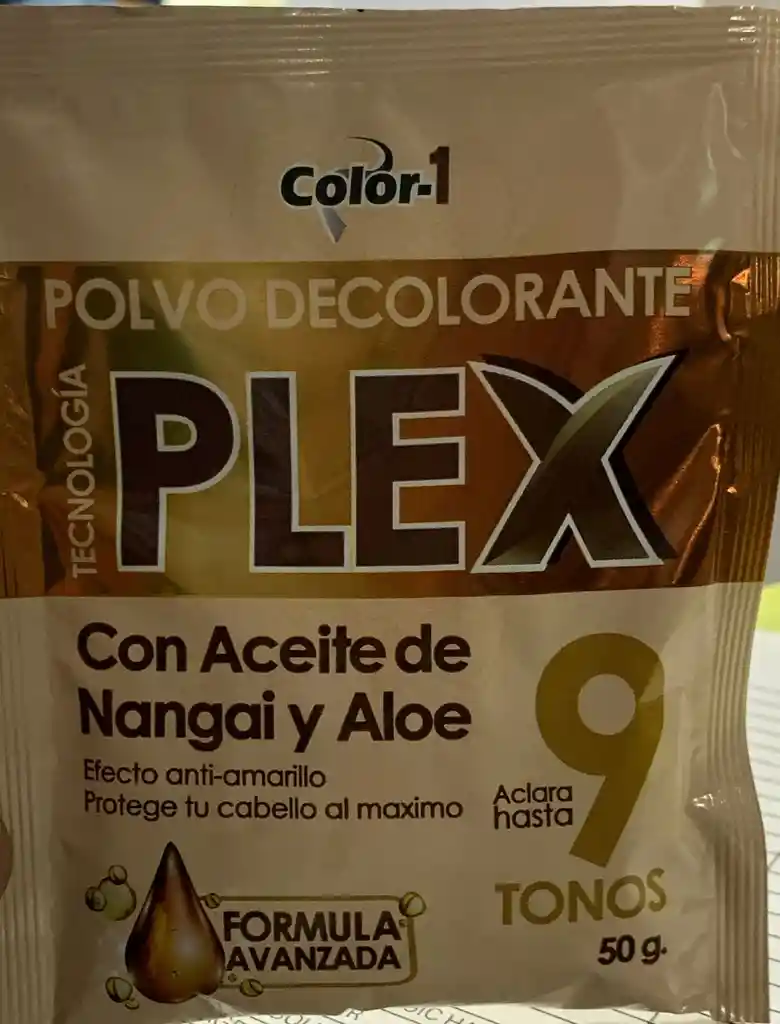 Color-1
POLVO DECOLORANTE
TECNOLOGÍA
PLEX
Con Aceite de
Nangai y Aloe
Efecto anti-amarillo
Protege tu cabello al maximo
Aclara
hasta
9
TONOS
50 g.
FORMULA
AVANZADA